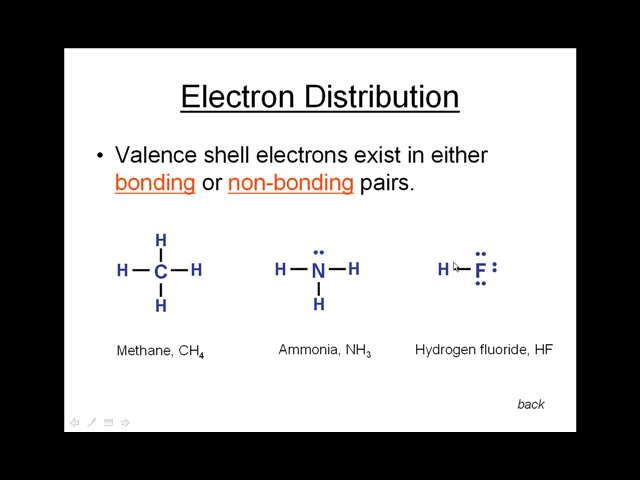 Electron Distribution
• Valence shell electrons exist in either
bonding or non-bonding pairs.
H
H C H
H
H N H
H
H F
Methane, CH4
Ammonia, NH3
Hydrogen fluoride, HF
back